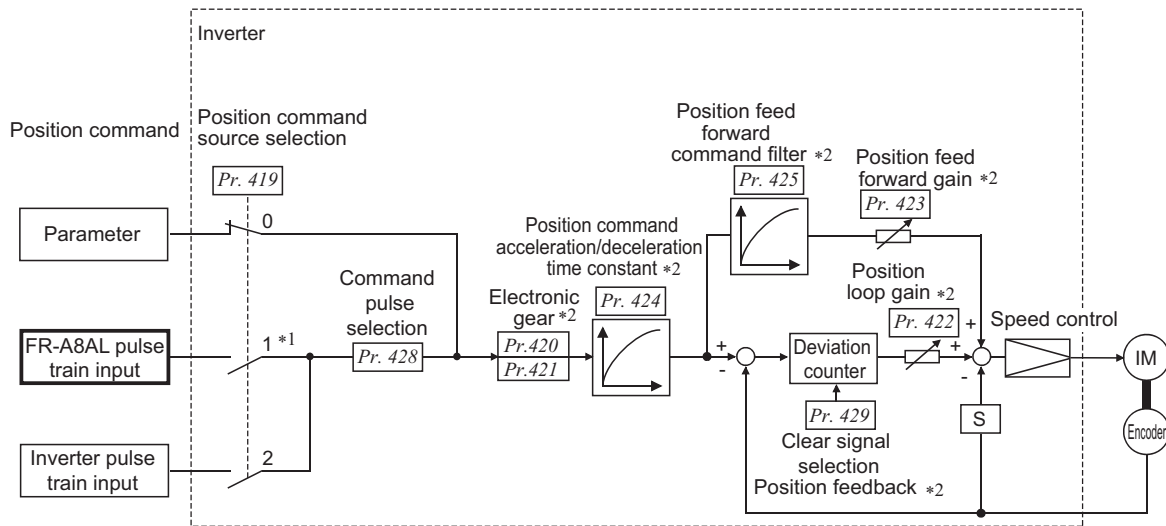 Inverter
Position command
Position command
source selection
Pr. 419
Parameter
0
FR-A8AL pulse
train input
1 *1
Inverter pulse
train input
2
Command
pulse
selection
Pr. 428
Electronic
gear *2
Pr.420
Pr.421
Position command
acceleration/deceleration
time constant *2
Pr. 424
Position feed
forward
command filter *2
Pr. 425
Position feed
forward gain *2
Pr. 423
Position
loop gain *2
Pr. 422
+
-
Deviation
counter
Pr. 429
Clear signal
selection
Position feedback *2
+
+
-
S
Speed control
IM
Encoder